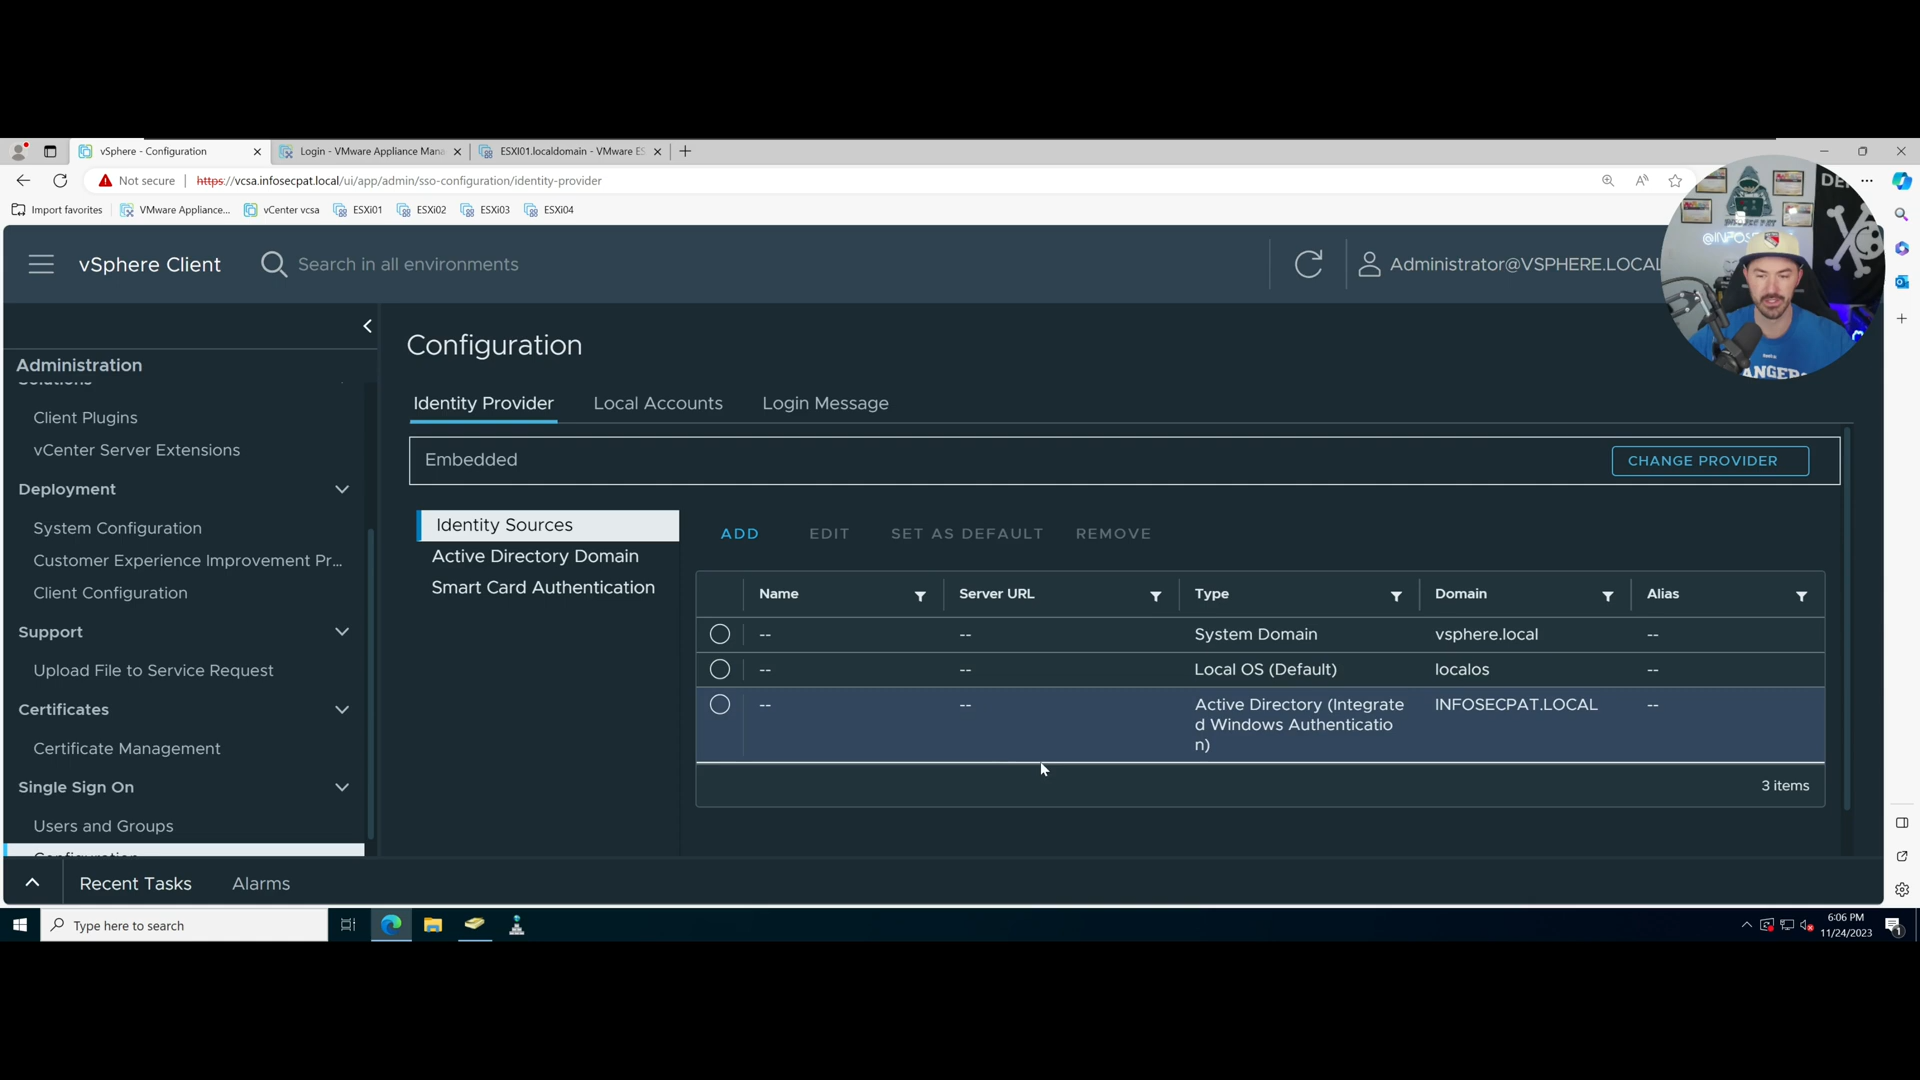 vSphere - Configuration
Login - VMware Appliance Mana
ESXI01.localdomain - VMware ES
Not secure
https://vcsa.infosecpat.local/ui/app/admin/sso-configuration/identity-provider
Import favorites
VMware Appliance...
vCenter vcsa
ESXi01
ESXi02
ESXi03
ESXi04
vSphere Client
Search in all environments
Administrator@VSPHERE.LOCAL
Administration
Solutions
Client Plugins
vCenter Server Extensions
Deployment
System Configuration
Customer Experience Improvement Pr...
Client Configuration
Support
Upload File to Service Request
Certificates
Certificate Management
Single Sign On
Users and Groups
Configuration
Configuration
Identity Provider
Local Accounts
Login Message
Embedded
CHANGE PROVIDER
Identity Sources
Active Directory Domain
Smart Card Authentication
ADD
EDIT
SET AS DEFAULT
REMOVE
Name
Server URL
Type
Domain
Alias
-- -- System Domain vsphere.local --
-- -- Local OS (Default) localos --
-- -- Active Directory (Integrate INFOSECPAT.LOCAL --
d Windows Authenticatio
n)
3 items
Recent Tasks
Alarms
Type here to search
6:06 PM
11/24/2023
1